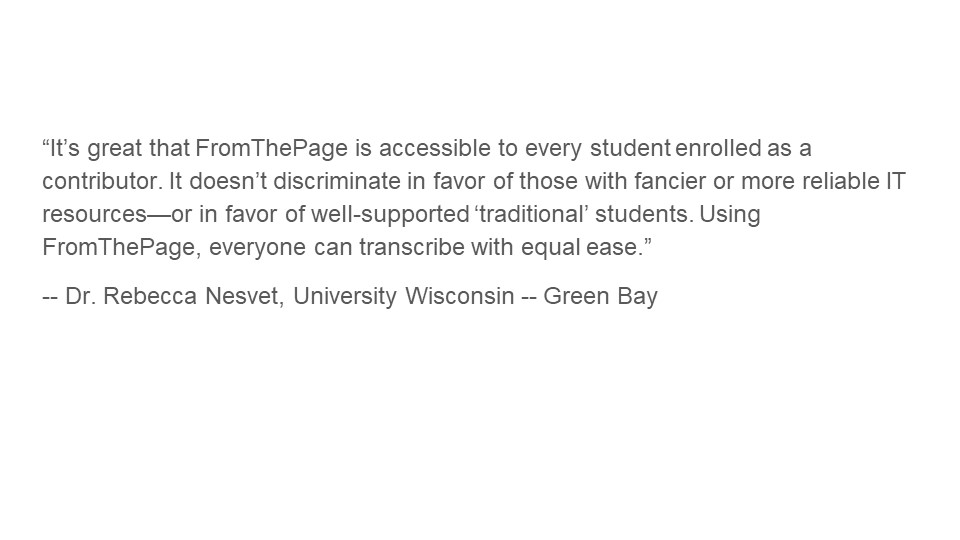 “It’s great that FromThePage is accessible to every student enrolled as a
contributor. It doesn’t discriminate in favor of those with fancier or more reliable IT
resources—or in favor of well-supported ‘traditional’ students. Using
FromThePage, everyone can transcribe with equal ease.”
-- Dr. Rebecca Nesvet, University Wisconsin -- Green Bay